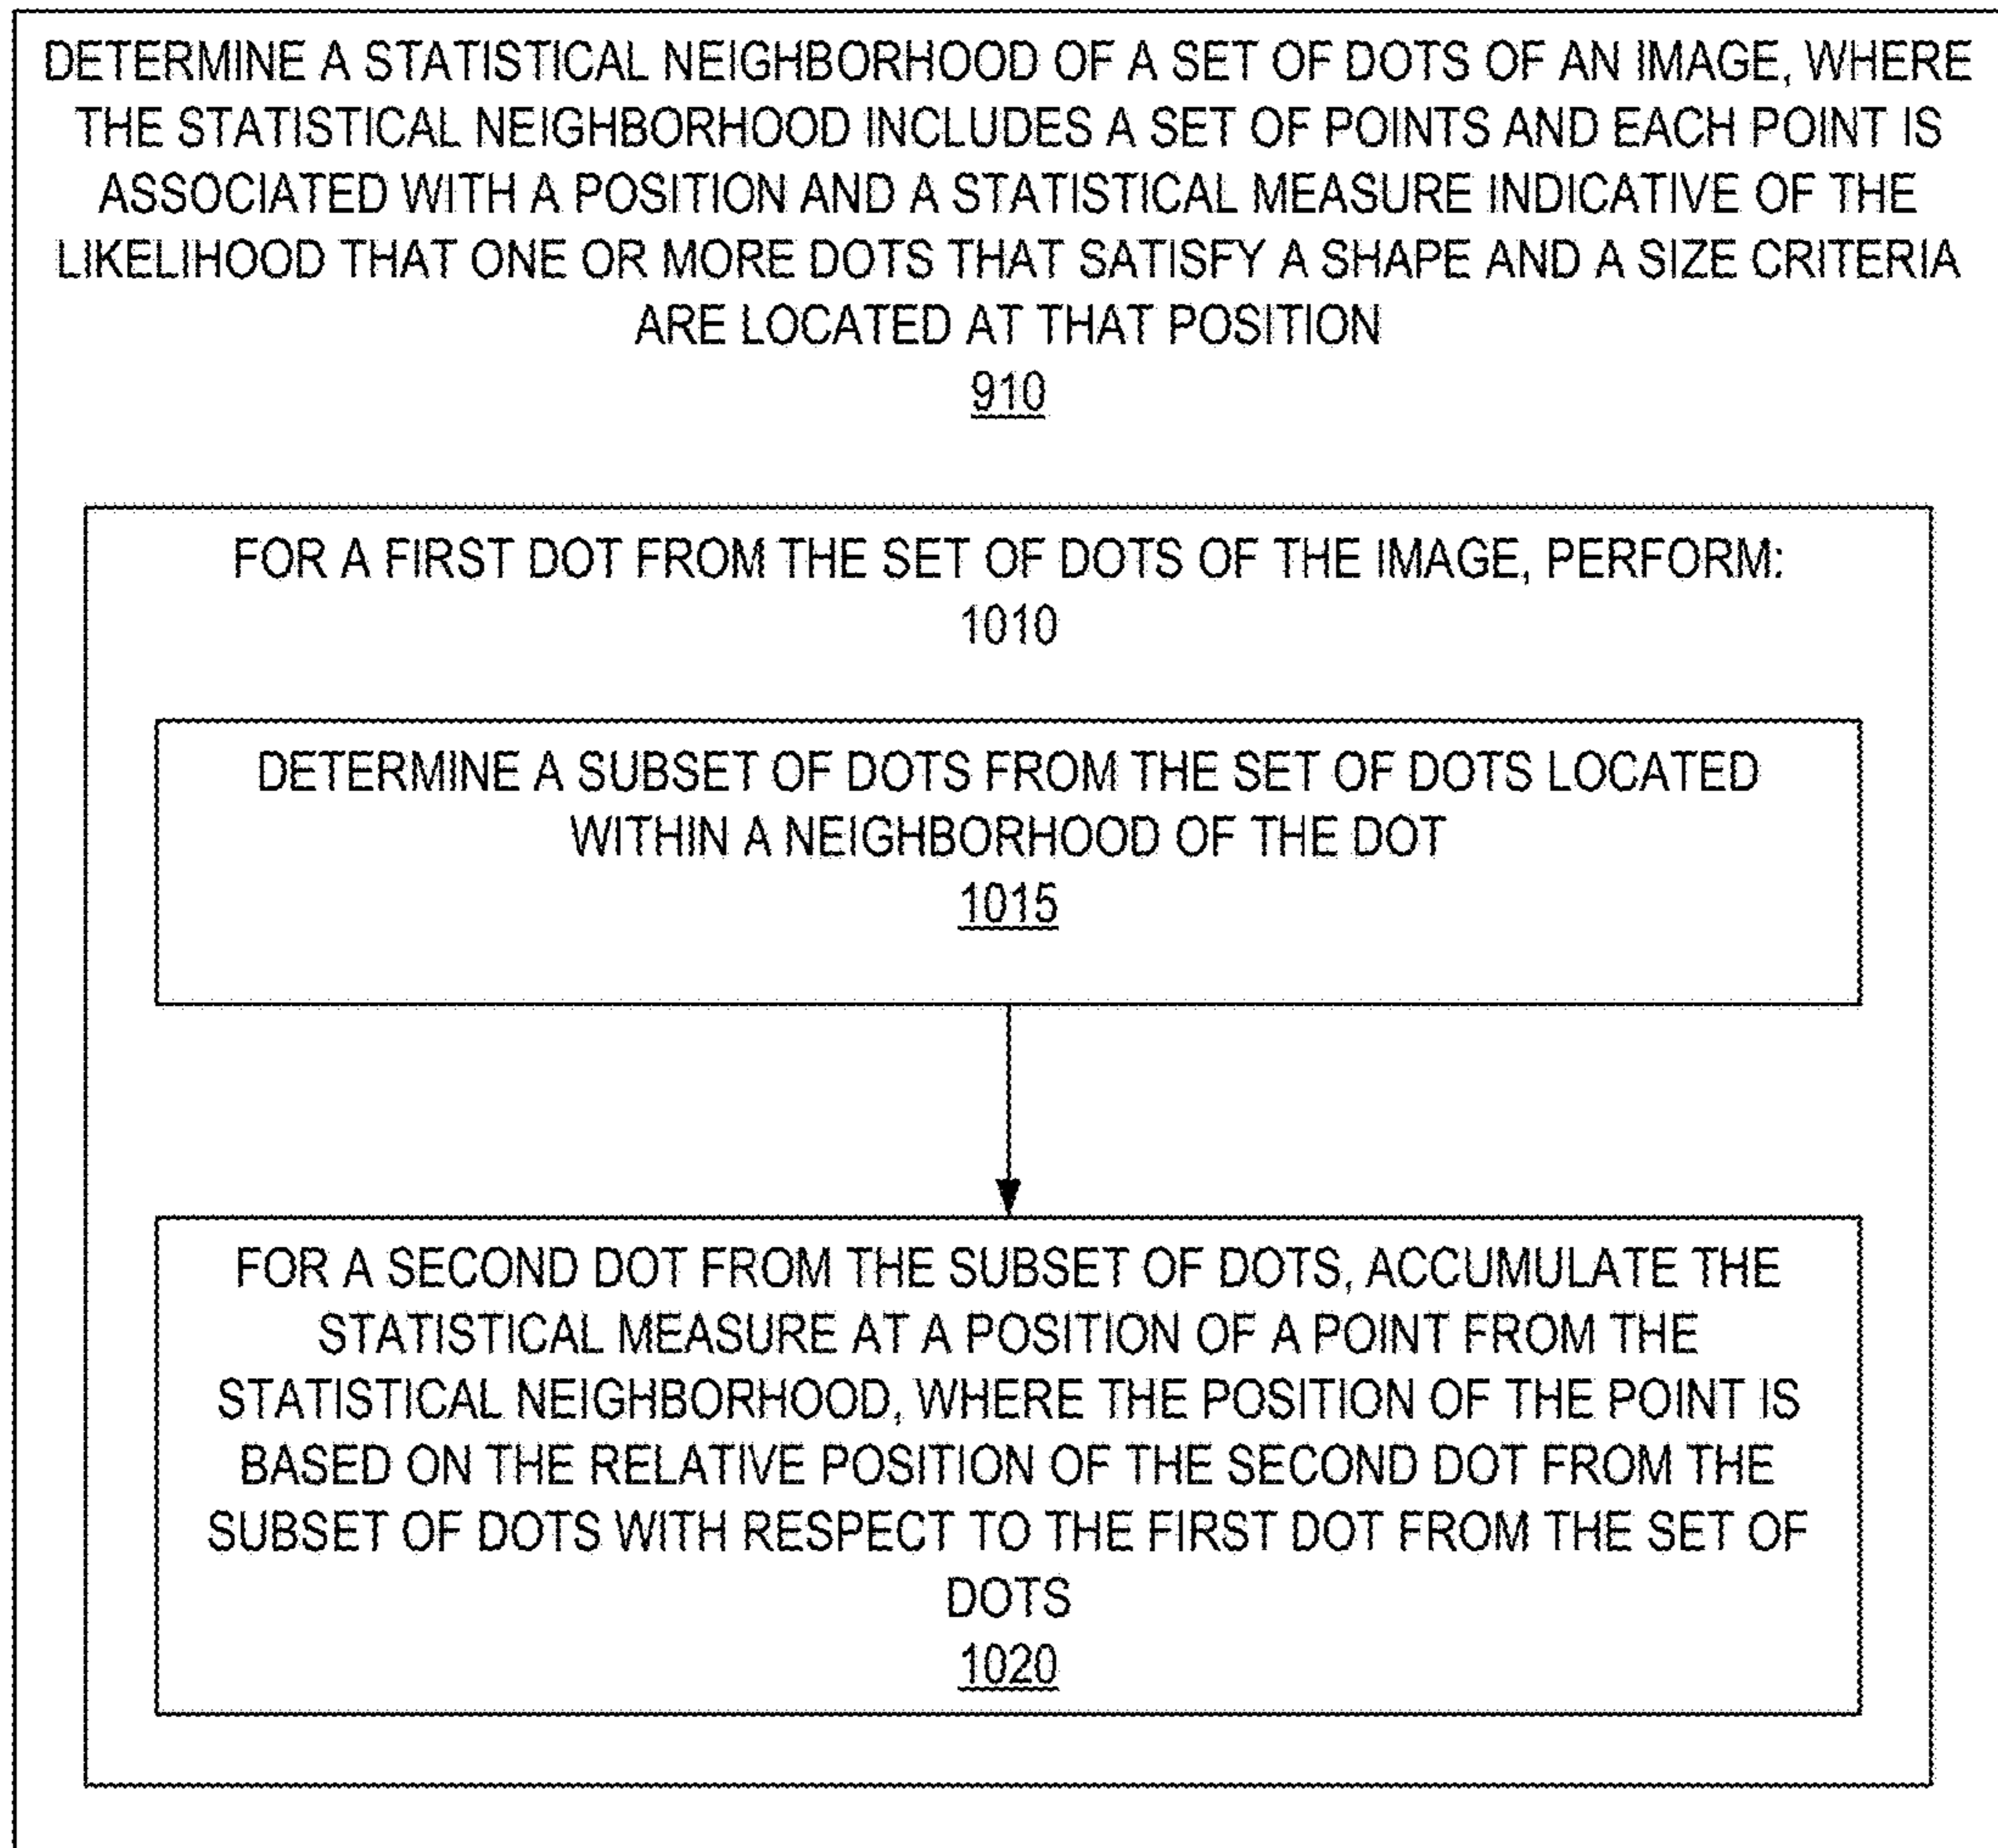 DETERMINE A STATISTICAL NEIGHBORHOOD OF A SET OF DOTS OF AN IMAGE, WHERE
THE STATISTICAL NEIGHBORHOOD INCLUDES A SET OF POINTS AND EACH POINT IS
ASSOCIATED WITH A POSITION AND A STATISTICAL MEASURE INDICATIVE OF THE
LIKELIHOOD THAT ONE OR MORE DOTS THAT SATISFY A SHAPE AND A SIZE CRITERIA
ARE LOCATED AT THAT POSITION
910
FOR A FIRST DOT FROM THE SET OF DOTS OF THE IMAGE, PERFORM:
1010
DETERMINE A SUBSET OF DOTS FROM THE SET OF DOTS LOCATED
WITHIN A NEIGHBORHOOD OF THE DOT
1015
FOR A SECOND DOT FROM THE SUBSET OF DOTS, ACCUMULATE THE
STATISTICAL MEASURE AT A POSITION OF A POINT FROM THE
STATISTICAL NEIGHBORHOOD, WHERE THE POSITION OF THE POINT IS
BASED ON THE RELATIVE POSITION OF THE SECOND DOT FROM THE
SUBSET OF DOTS WITH RESPECT TO THE FIRST DOT FROM THE SET OF
DOTS
1020